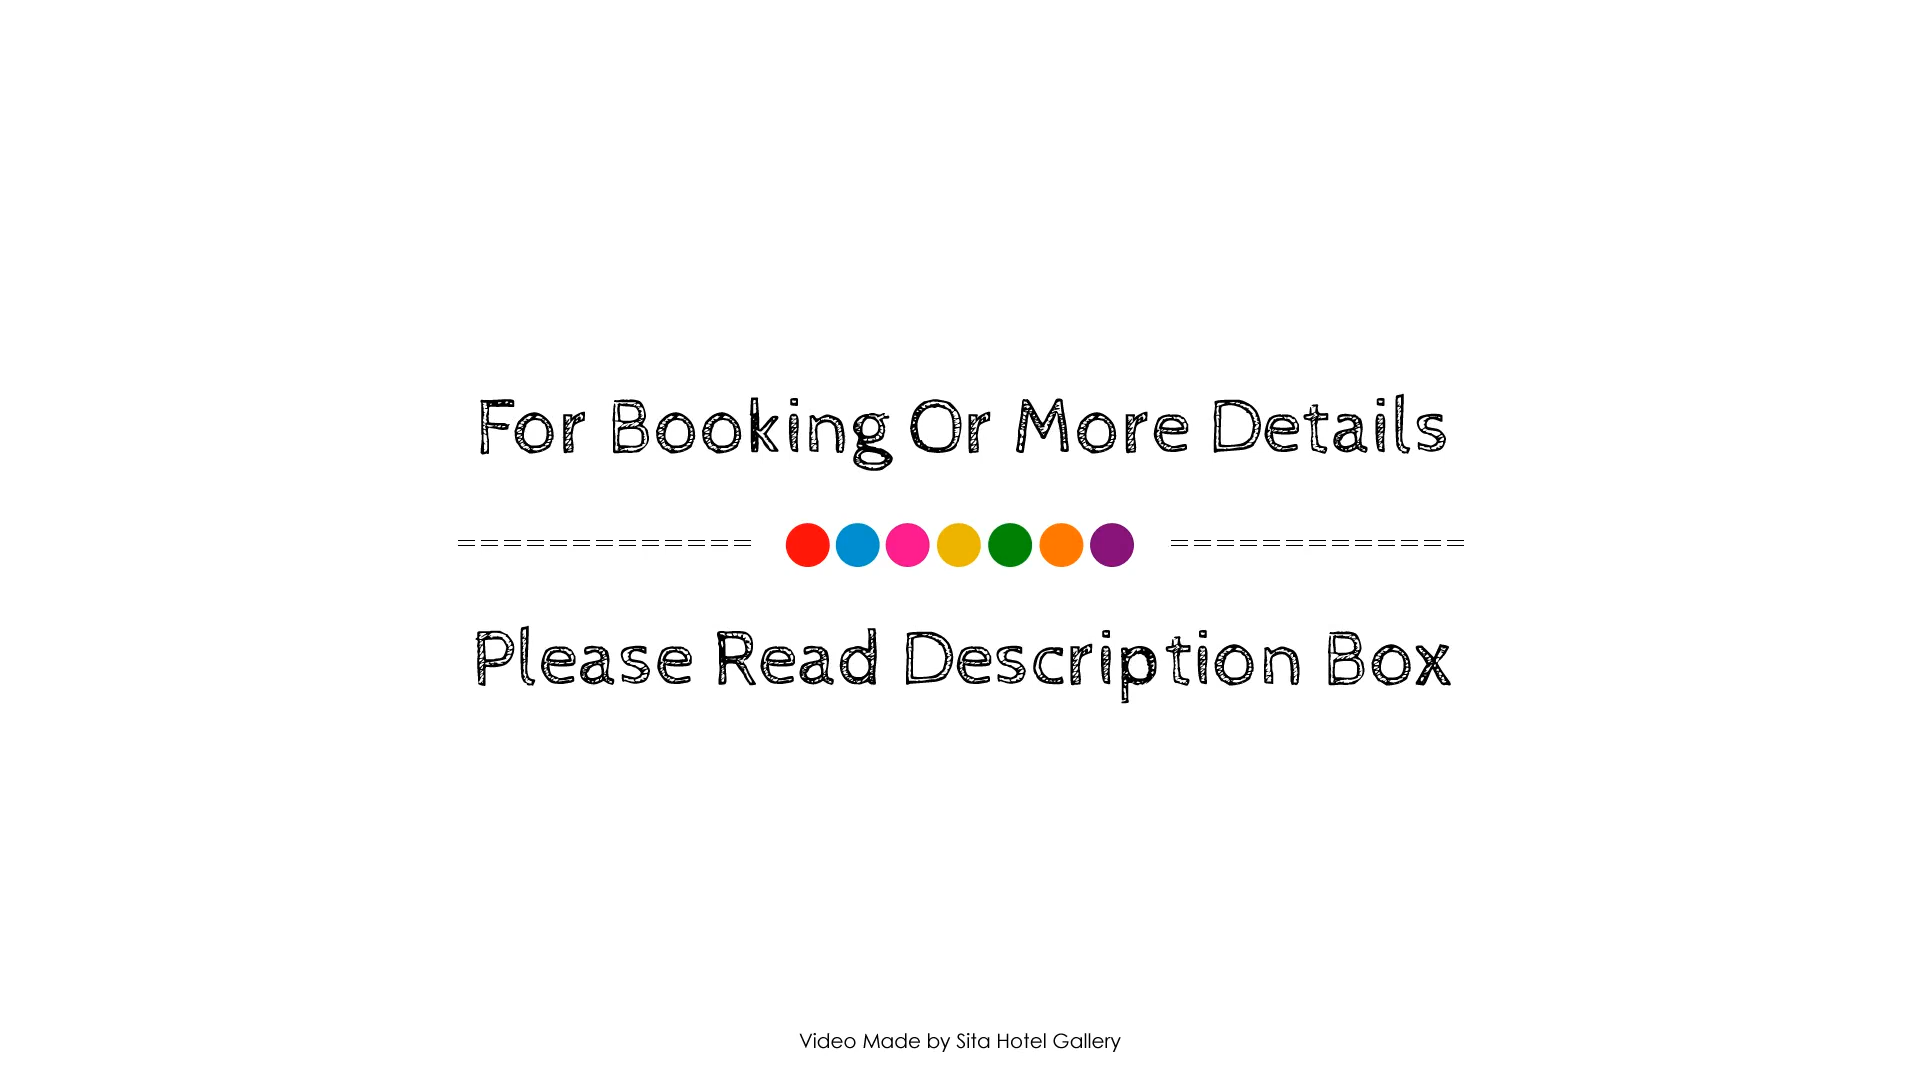 For Booking Or More Details
============= =============
Please Read Description Box
Video Made by Sita Hotel Gallery